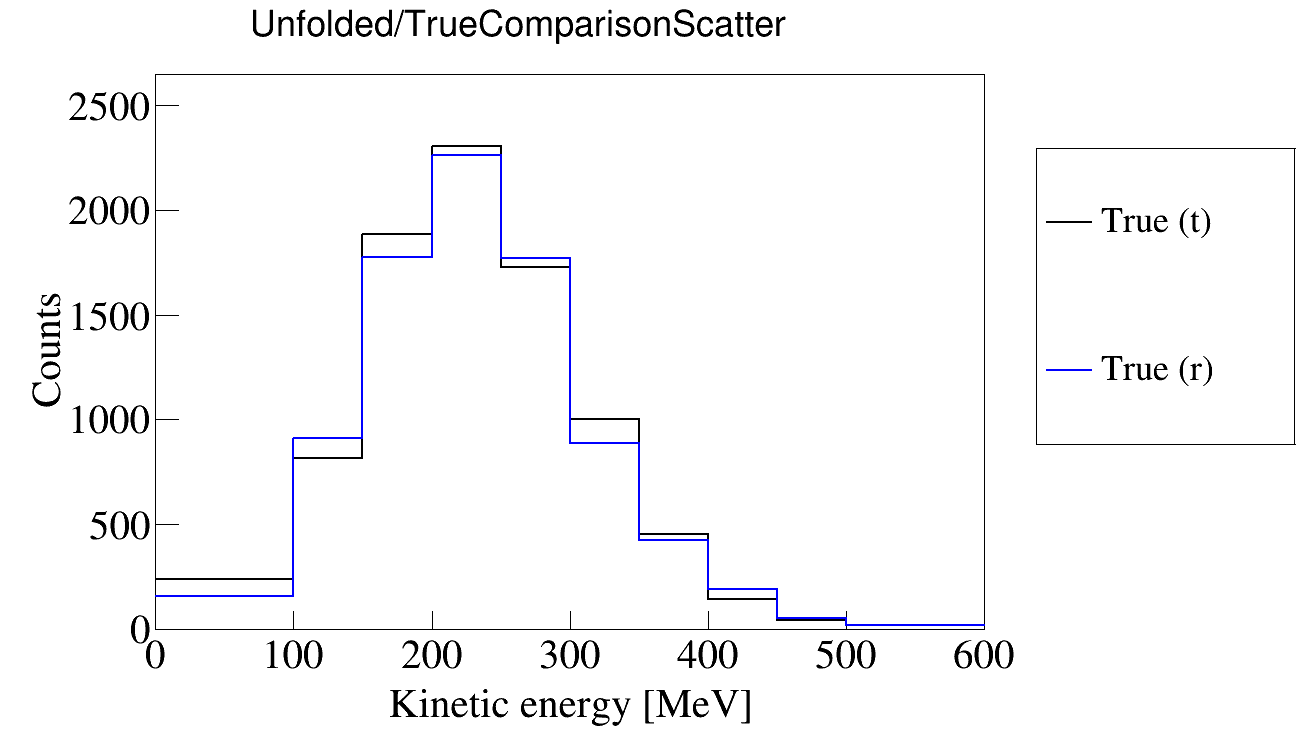 Unfolded/TrueComparisonScatter
2500
2000
1500
1000
500
0
Counts
0 100 200 300 400 500 600
Kinetic energy [MeV]
True (t)
True (r)